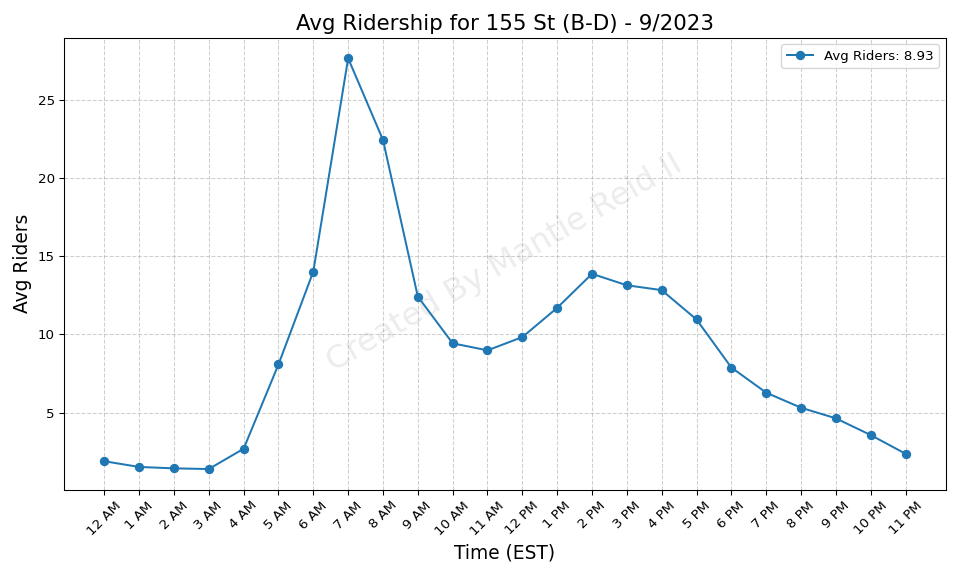 Avg Ridership for 155 St (B-D) - 9/2023
Avg Riders: 8.93
25
20
15
10
5
Avg Riders
Created By Mantle Reid II
12 AM
1 AM
2 AM
3 AM
4 AM
5 AM
6 AM
7 AM
8 AM
9 AM
10 AM
11 AM
12 PM
1 PM
2 PM
3 PM
4 PM
5 PM
6 PM
7 PM
8 PM
9 PM
10 PM
11 PM
Time (EST)